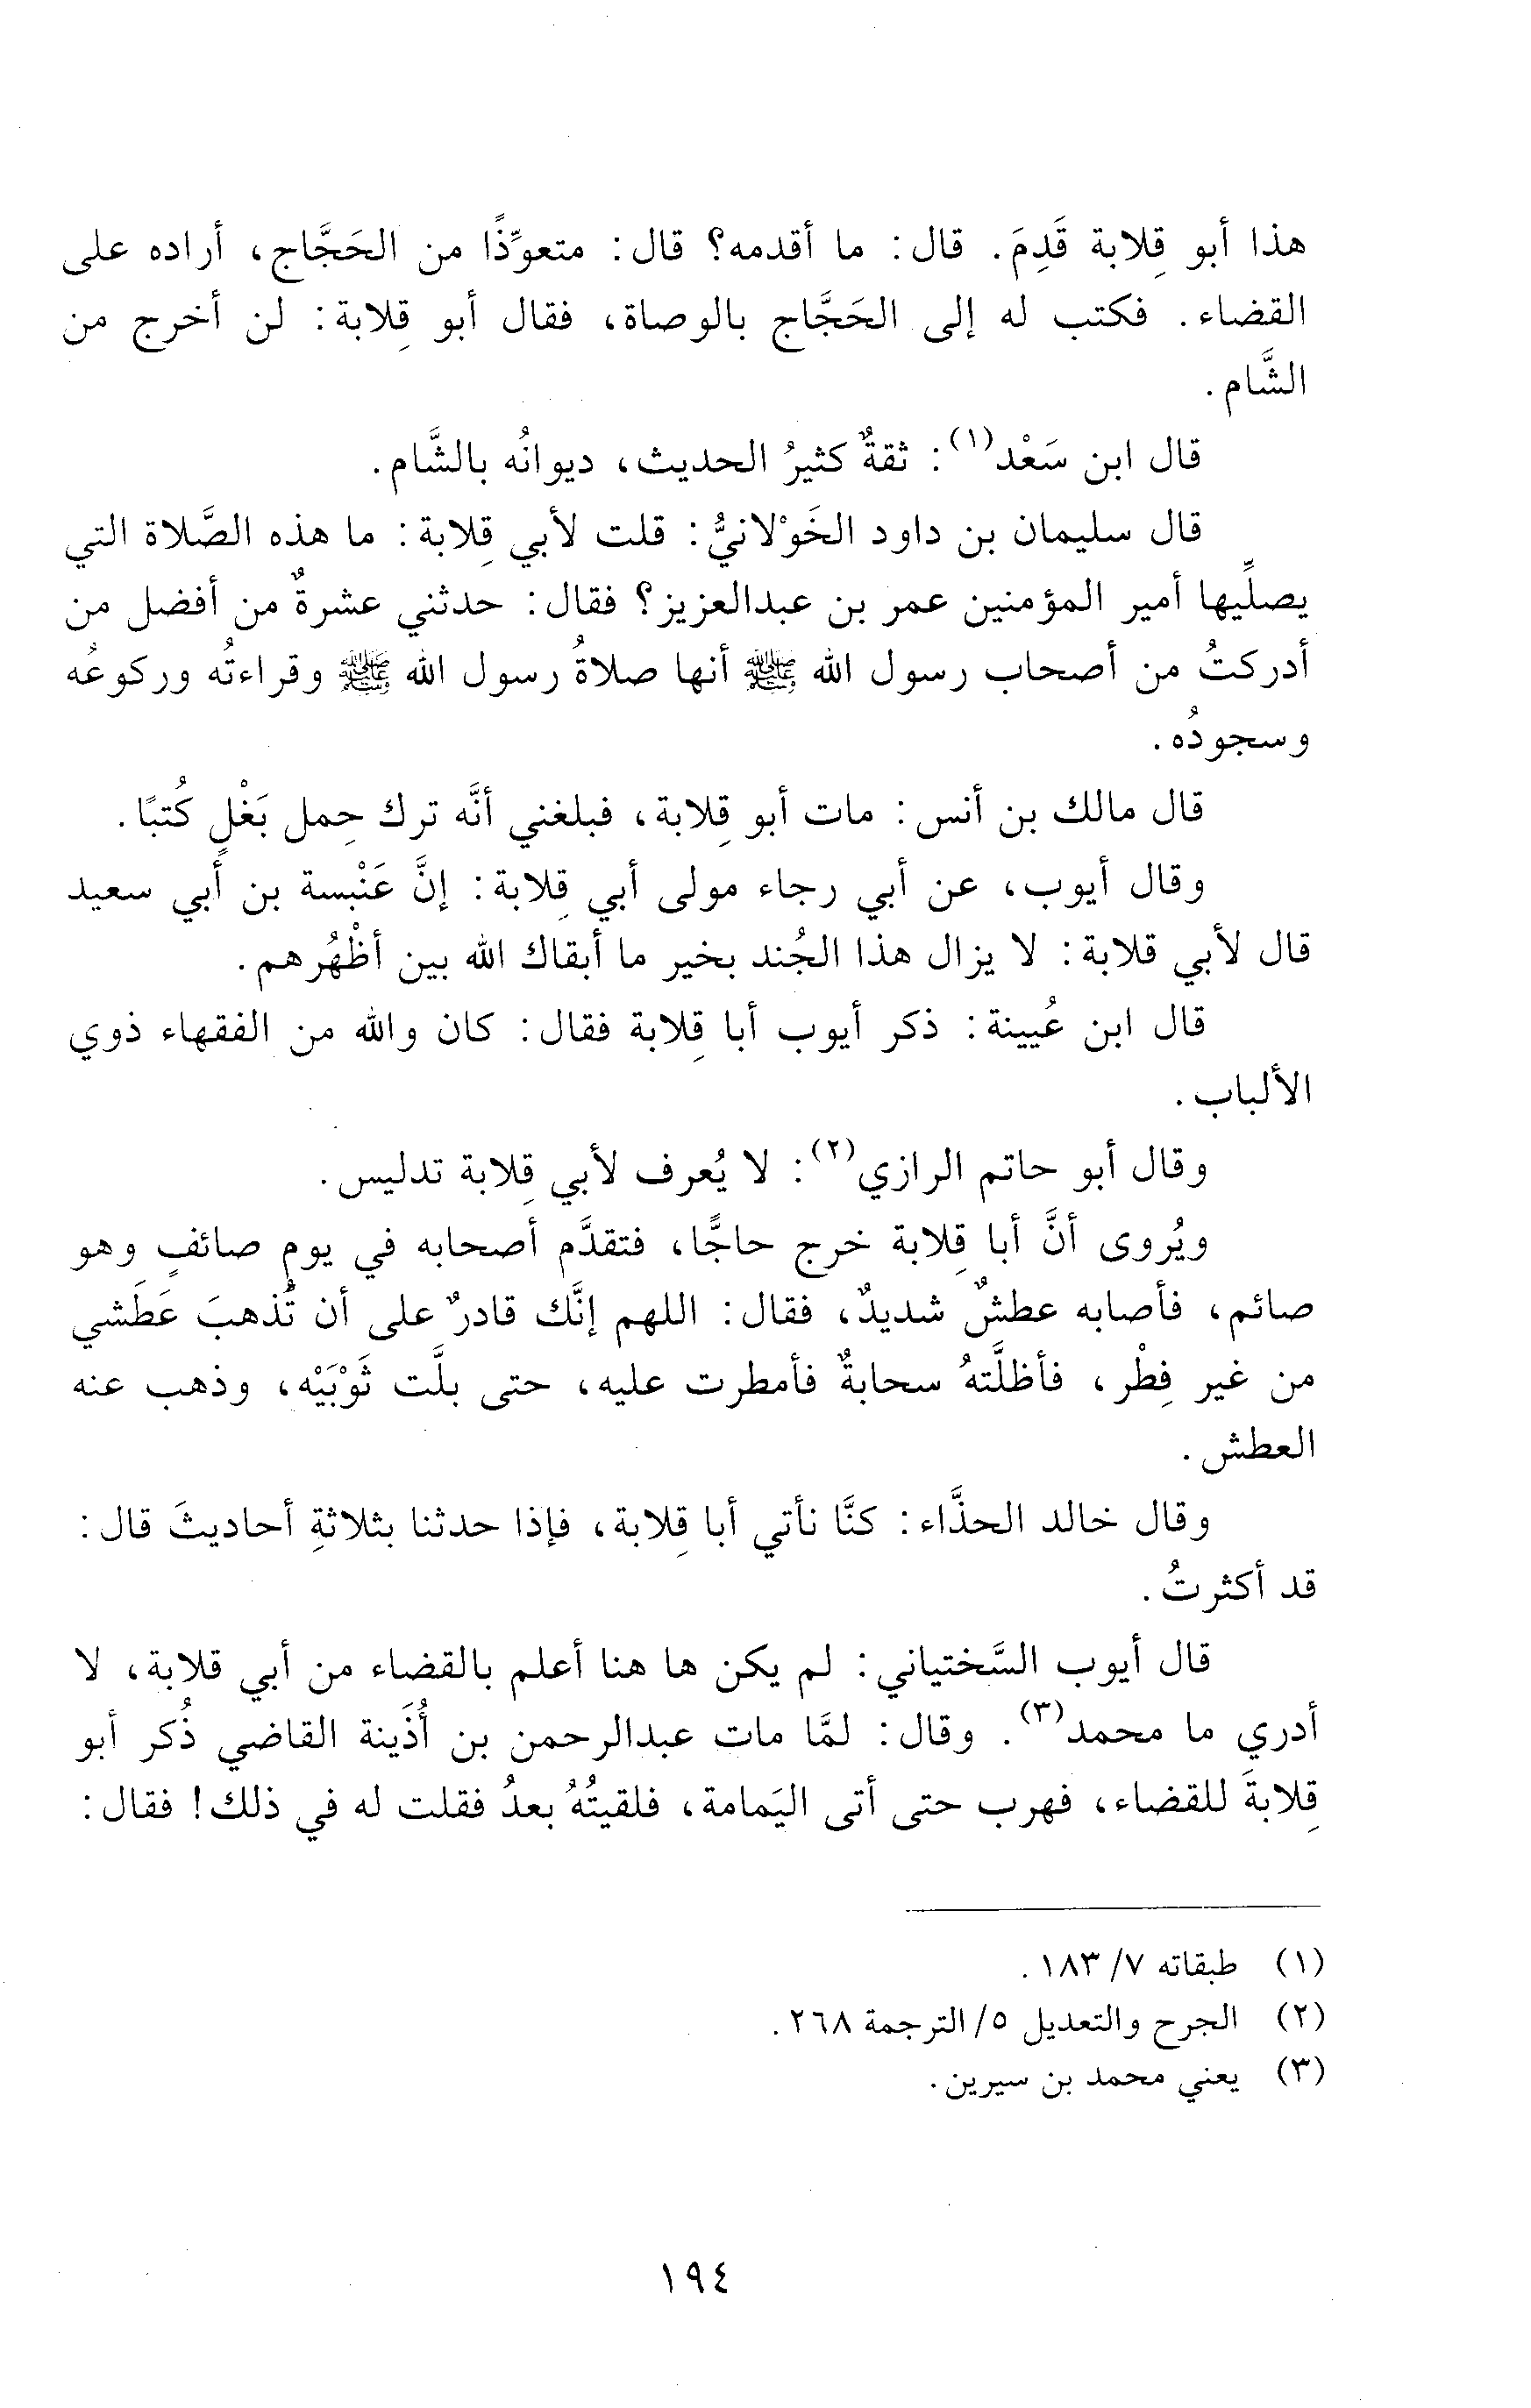 هذا أبو قِلابة قَدِمَ. قال: ما أقدمه؟ قال: متعوِّذًا من الحَجَّاج، أراده على
القضاء. فكتب له إلى الحَجَّاج بالوصاة، فقال أبو قِلابة: لن أخرج من
الشَّام.
قال ابن سَعْد(١): ثقةٌ كثيرُ الحديث، ديوانُه بالشَّام.
قال سليمان بن داود الخَوْلانيُّ: قلت لأبي قِلابة: ما هذه الصَّلاة التي
يصلِّيها أمير المؤمنين عمر بن عبدالعزيز؟ فقال: حدثني عشرةٌ من أفضل من
أدركتُ من أصحاب رسول الله ﷺ أنها صلاةُ رسول الله ﷺ وقراءتُه وركوعُه
وسجودُه.
قال مالك بن أنس: مات أبو قِلابة، فبلغني أنَّه ترك حِمل بَغْلٍ كُتبًا.
وقال أيوب، عن أبي رجاء مولى أبي قِلابة: إنَّ عَنْبسة بن أبي سعيد
قال لأبي قلابة: لا يزال هذا الجُند بخير ما أبقاك الله بين أظْهُرهم.
قال ابن عُيينة: ذكر أيوب أبا قِلابة فقال: كان والله من الفقهاء ذوي
الألباب.
وقال أبو حاتم الرازي(٢): لا يُعرف لأبي قِلابة تدليس.
ويُروى أنَّ أبا قِلابة خرج حاجًّا، فتقدَّم أصحابه في يومٍ صائفٍ وهو
صائم، فأصابه عطشٌ شديدٌ، فقال: اللهم إنَّك قادرٌ على أن تُذهبَ عَطَشي
من غير فِطْر، فأظلَّتهُ سحابةٌ فأمطرت عليه، حتى بلَّت ثَوْبَيْه، وذهب عنه
العطش.
وقال خالد الحذَّاء: كنَّا نأتي أبا قِلابة، فإذا حدثنا بثلاثةِ أحاديثَ قال:
قد أكثرتُ.
قال أيوب السَّختياني: لم يكن ها هنا أعلم بالقضاء من أبي قلابة، لا
أدري ما محمد(٣). وقال: لمَّا مات عبدالرحمن بن أُذَينة القاضي ذُكر أبو
قِلابةَ للقضاء، فهرب حتى أتى اليَمامة، فلقيتُهُ بعدُ فقلت له في ذلك! فقال:
(١) طبقاته ٧/ ١٨٣.
(٢) الجرح والتعديل ٥/ الترجمة ٢٦٨.
(٣) يعني محمد بن سيرين.
١٩٤